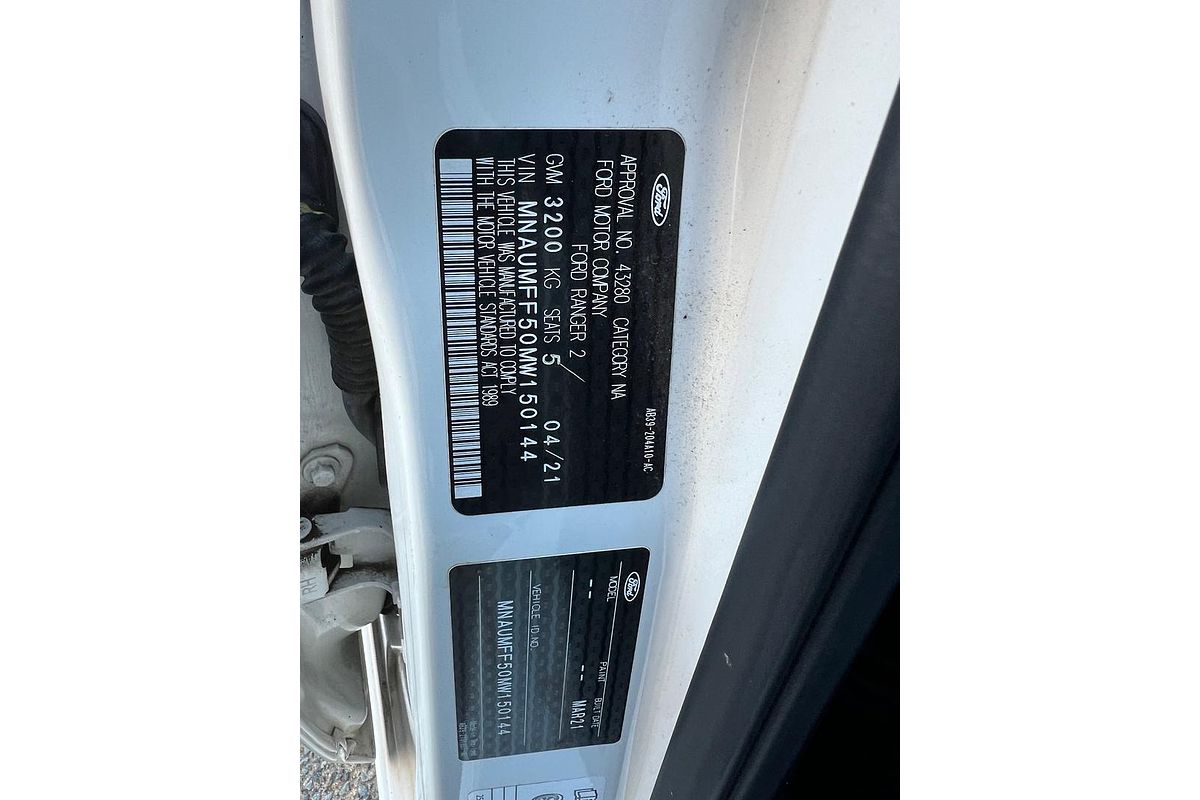 Ford
APPROVAL NO. 43280 CATEGORY NA
AB39-204A10-AC
FORD MOTOR COMPANY
FORD RANGER 2/
GVM 3200 KG SEATS 5 04/21
VIN MNAUMFF50MW150144
THIS VEHICLE WAS MANUFACTURED TO COMPLY
WITH THE MOTOR VEHICLE STANDARDS ACT 1989
Ford
MODEL PAINT BUILT DATE
-- -- MAR21
VEHICLE ID NO.
MNAUMFF50MW150144
RH